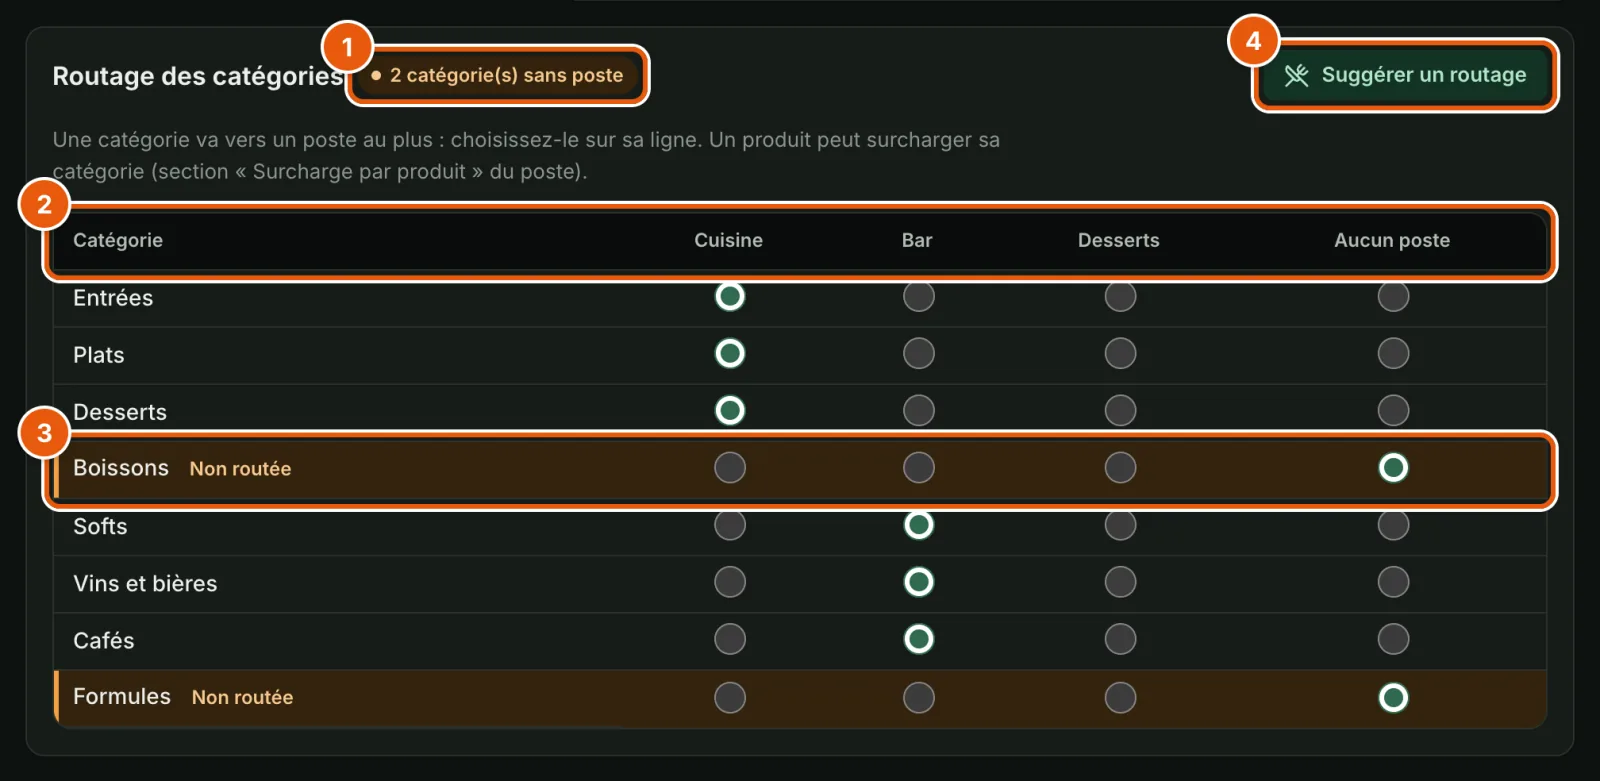 1
4
Routage des catégories
2 catégorie(s) sans poste
Suggérer un routage
Une catégorie va vers un poste au plus : choisissez-le sur sa ligne. Un produit peut surcharger sa
catégorie (section « Surcharge par produit » du poste).
2
Catégorie Cuisine Bar Desserts Aucun poste
Entrées
Plats
Desserts
3
Boissons Non routée
Softs
Vins et bières
Cafés
Formules Non routée